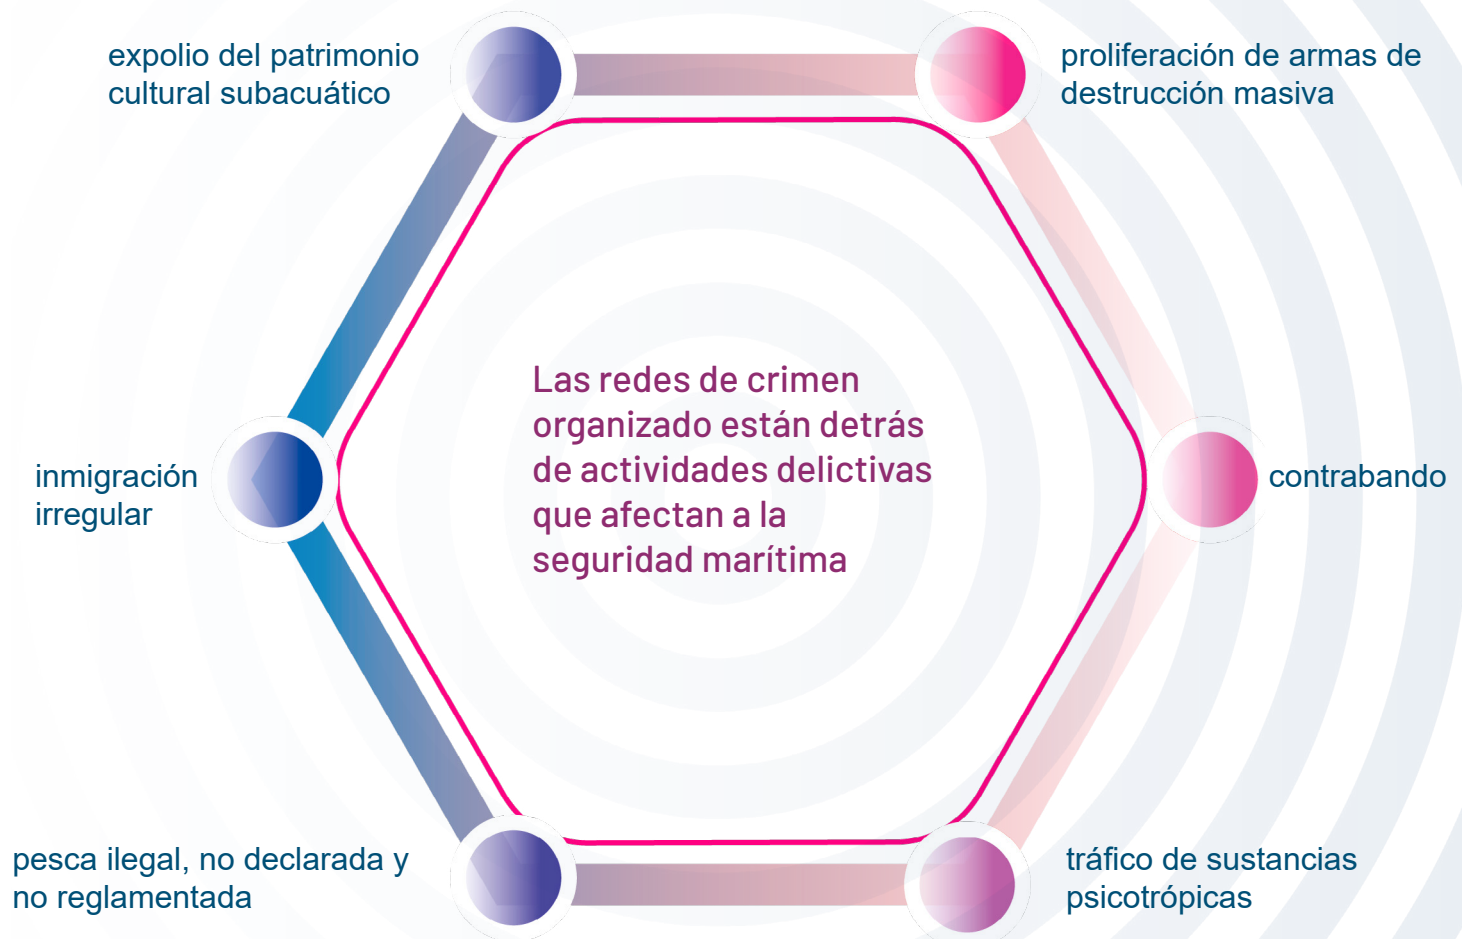 expolio del patrimonio
cultural subacuático
proliferación de armas de
destrucción masiva
Las redes de crimen
organizado están detrás
de actividades delictivas
que afectan a la
seguridad marítima
inmigración
irregular
contrabando
pesca ilegal, no declarada y
no reglamentada
tráfico de sustancias
psicotrópicas